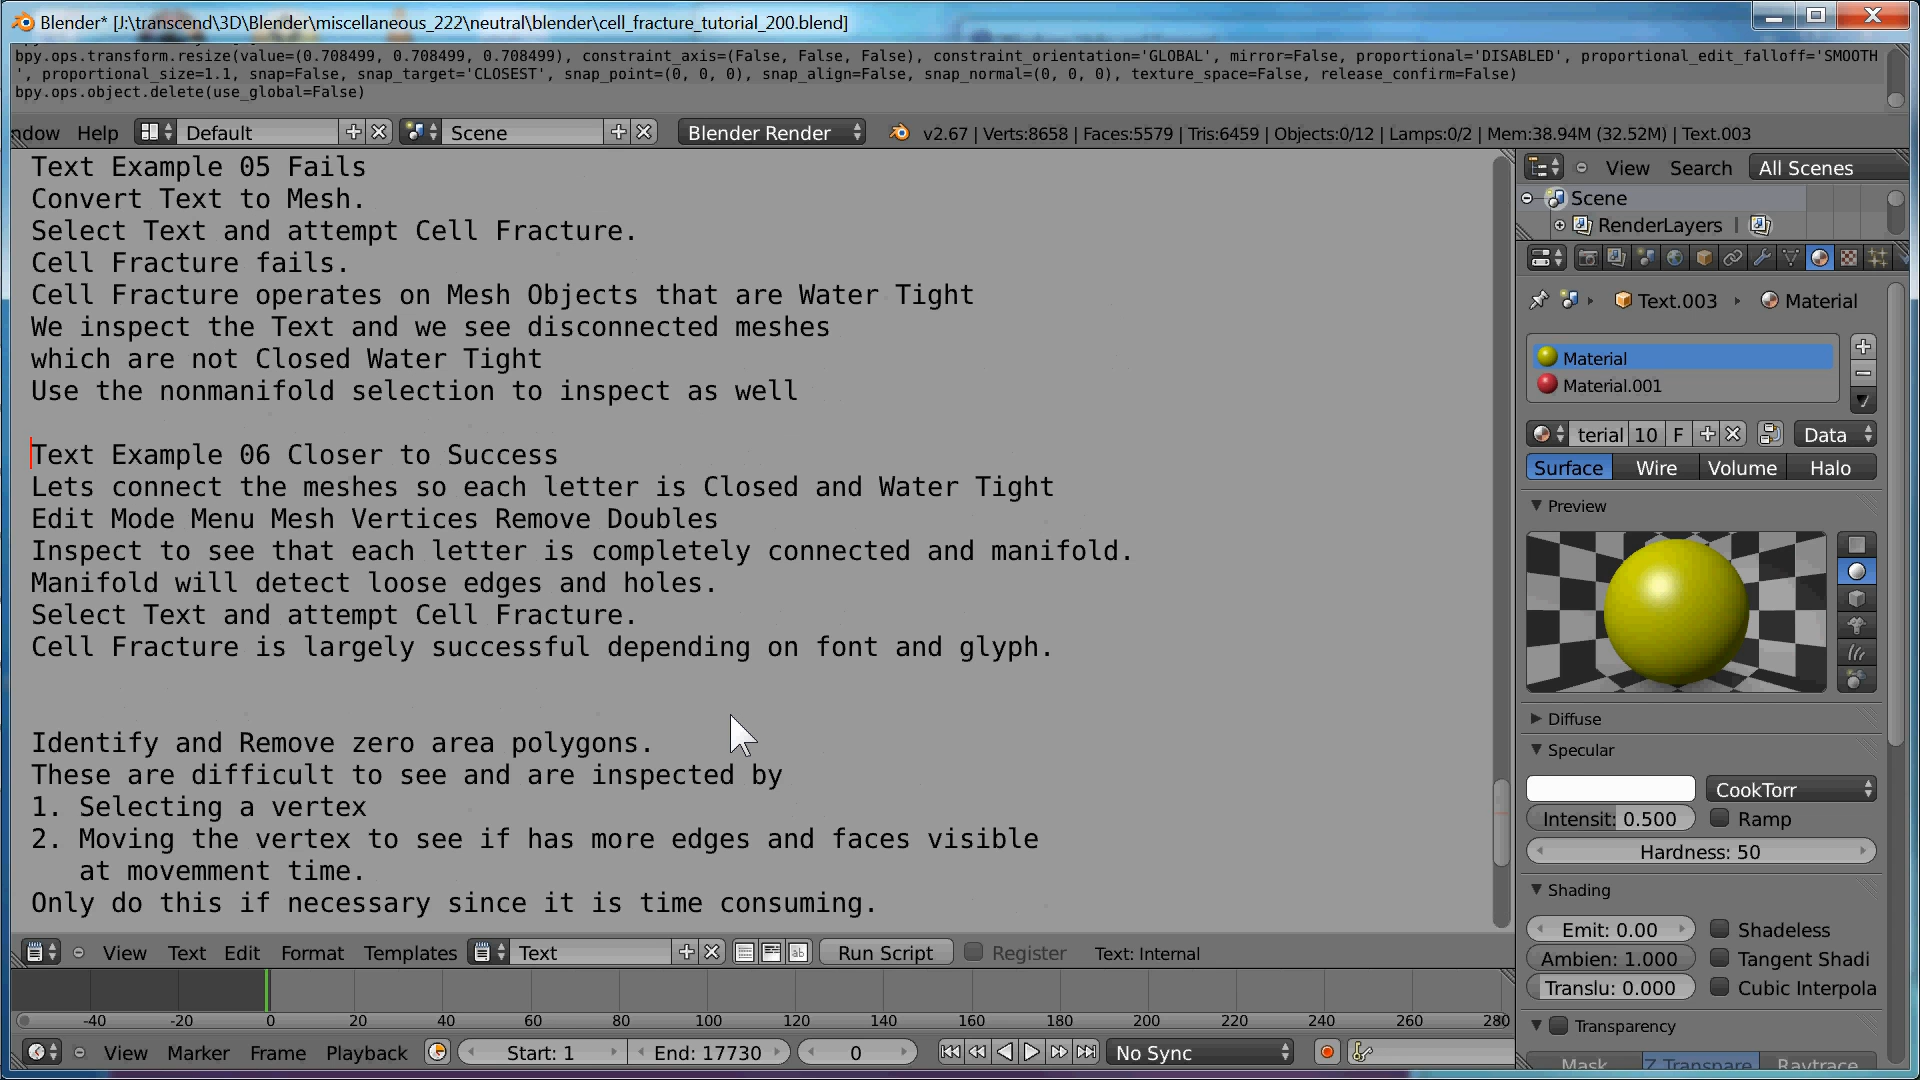 Blender* [J:\transcend\3D\Blender\miscellaneous_222\neutral\blender\cell_fracture_tutorial_200.blend]
bpy.ops.transform.resize(value=(0.708499, 0.708499, 0.708499), constraint_axis=(False, False, False), constraint_orientation='GLOBAL', mirror=False, proportional='DISABLED', proportional_edit_falloff='SMOOTH
', proportional_size=1.1, snap=False, snap_target='CLOSEST', snap_point=(0, 0, 0), snap_align=False, snap_normal=(0, 0, 0), texture_space=False, release_confirm=False)
bpy.ops.object.delete(use_global=False)
ndow Help Default Scene Blender Render v2.67 | Verts:8658 | Faces:5579 | Tris:6459 | Objects:0/12 | Lamps:0/2 | Mem:38.94M (32.52M) | Text.003
Text Example 05 Fails
Convert Text to Mesh.
Select Text and attempt Cell Fracture.
Cell Fracture fails.
Cell Fracture operates on Mesh Objects that are Water Tight
We inspect the Text and we see disconnected meshes
which are not Closed Water Tight
Use the nonmanifold selection to inspect as well
Text Example 06 Closer to Success
Lets connect the meshes so each letter is Closed and Water Tight
Edit Mode Menu Mesh Vertices Remove Doubles
Inspect to see that each letter is completely connected and manifold.
Manifold will detect loose edges and holes.
Select Text and attempt Cell Fracture.
Cell Fracture is largely successful depending on font and glyph.
Identify and Remove zero area polygons.
These are difficult to see and are inspected by
1. Selecting a vertex
2. Moving the vertex to see if has more edges and faces visible
at movemment time.
Only do this if necessary since it is time consuming.
View Text Edit Format Templates Text Run Script Register Text: Internal
-40 -20 0 20 40 60 80 100 120 140 160 180 200 220 240 260 280
View Marker Frame Playback Start: 1 End: 17730 0 No Sync
View Search All Scenes
Scene
RenderLayers |
Text.003 Material
Material
Material.001
terial 10 F Data
Surface Wire Volume Halo
Preview
Diffuse
Specular
CookTorr
Intensit: 0.500 Ramp
Hardness: 50
Shading
Emit: 0.00 Shadeless
Ambien: 1.000 Tangent Shadi
Translu: 0.000 Cubic Interpola
Transparency
Mask Z Transpare Raytrace